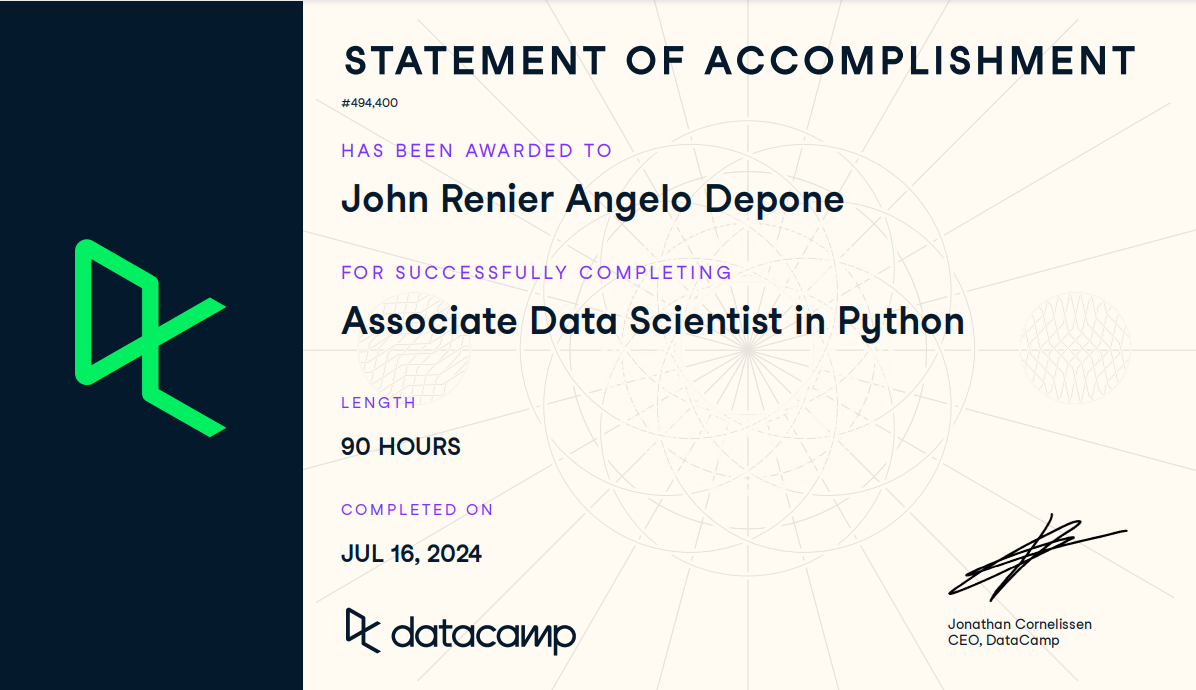 STATEMENT OF ACCOMPLISHMENT
#494,400
HAS BEEN AWARDED TO
John Renier Angelo Depone
FOR SUCCESSFULLY COMPLETING
Associate Data Scientist in Python
LENGTH
90 HOURS
COMPLETED ON
JUL 16, 2024
datacamp
Jonathan Cornelissen
CEO, DataCamp